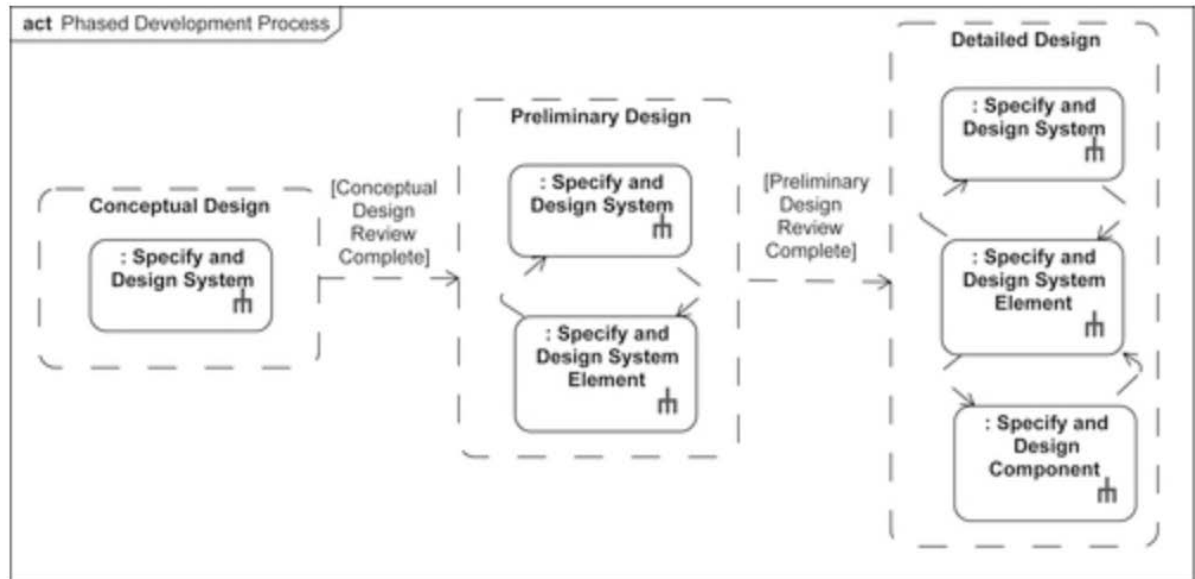 act Phased Development Process
Conceptual Design
: Specify and
Design System
[Conceptual
Design
Review
Complete]
Preliminary Design
: Specify and
Design System
: Specify and
Design System
Element
[Preliminary
Design
Review
Complete]
Detailed Design
: Specify and
Design System
: Specify and
Design System
Element
: Specify and
Design
Component